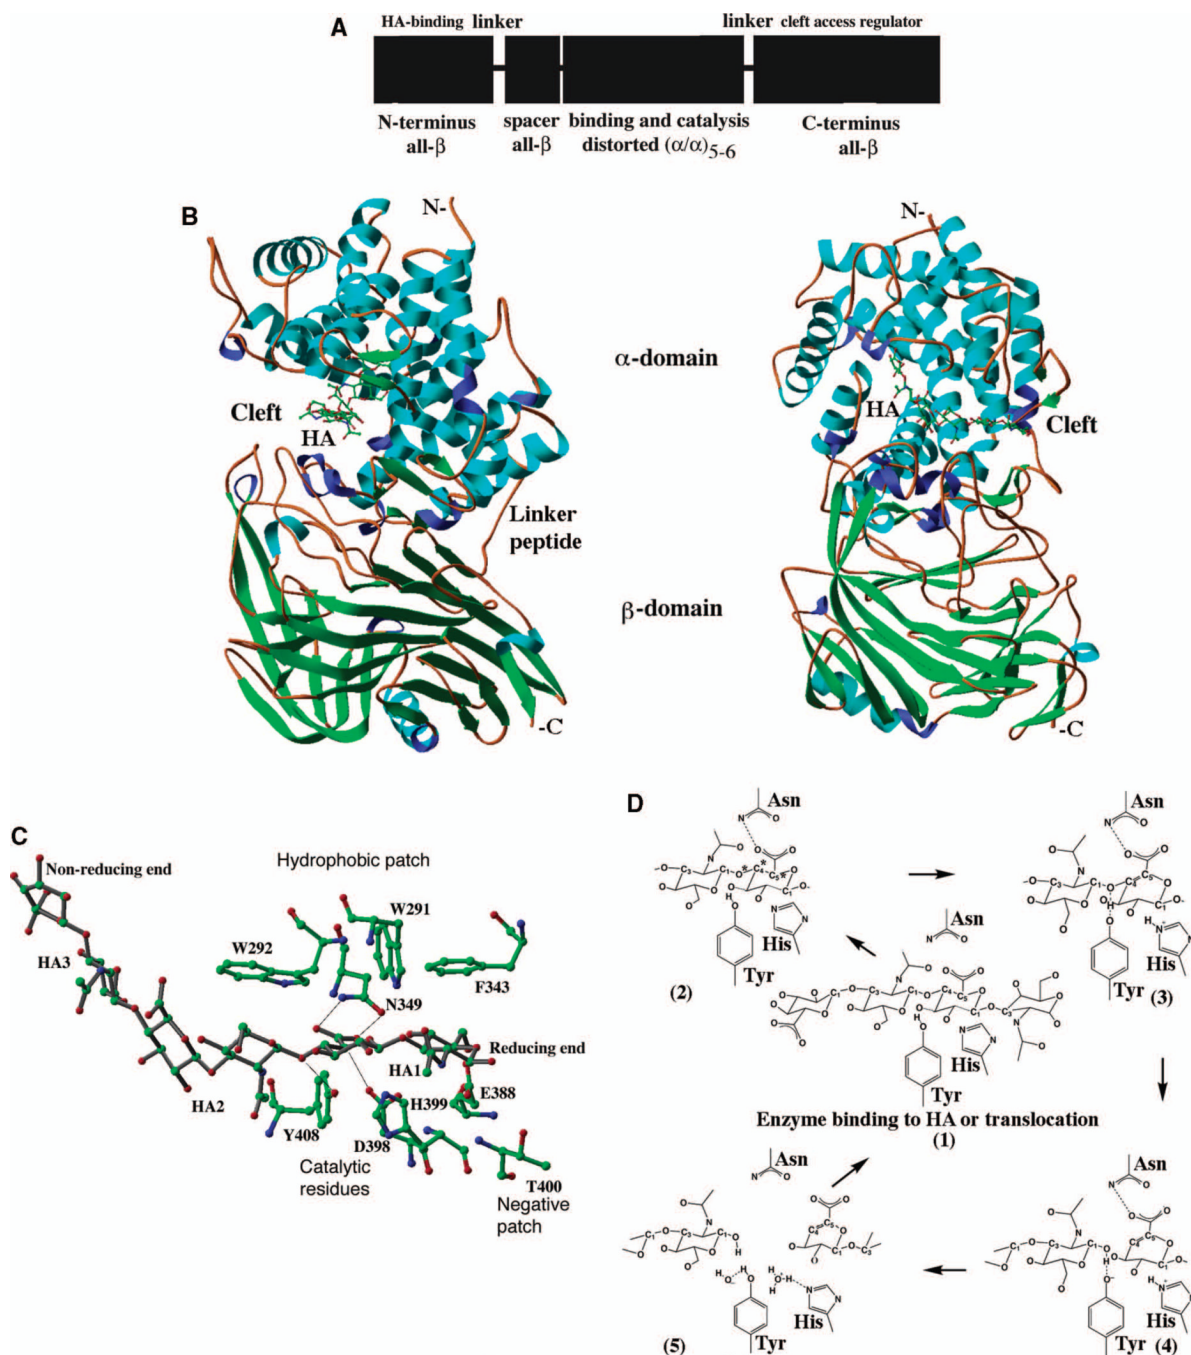 A
HA-binding linker
linker cleft access regulator
N-terminus
all-β
spacer
all-β
binding and catalysis
distorted (α/α)5-6
C-terminus
all-β
B
N-
Cleft
HA
Linker
peptide
-C
α-domain
β-domain
N-
HA
Cleft
-C
C
Non-reducing end
Hydrophobic patch
W291
W292
F343
N349
HA3
HA2
HA1
Reducing end
E388
H399
Y408
D398
T400
Catalytic
residues
Negative
patch
D
Asn
His
Tyr
(2)
Asn
His
Tyr
(3)
Asn
His
Tyr
Enzyme binding to HA or translocation
(1)
Asn
His
Tyr
(4)
Asn
His
Tyr
(5)